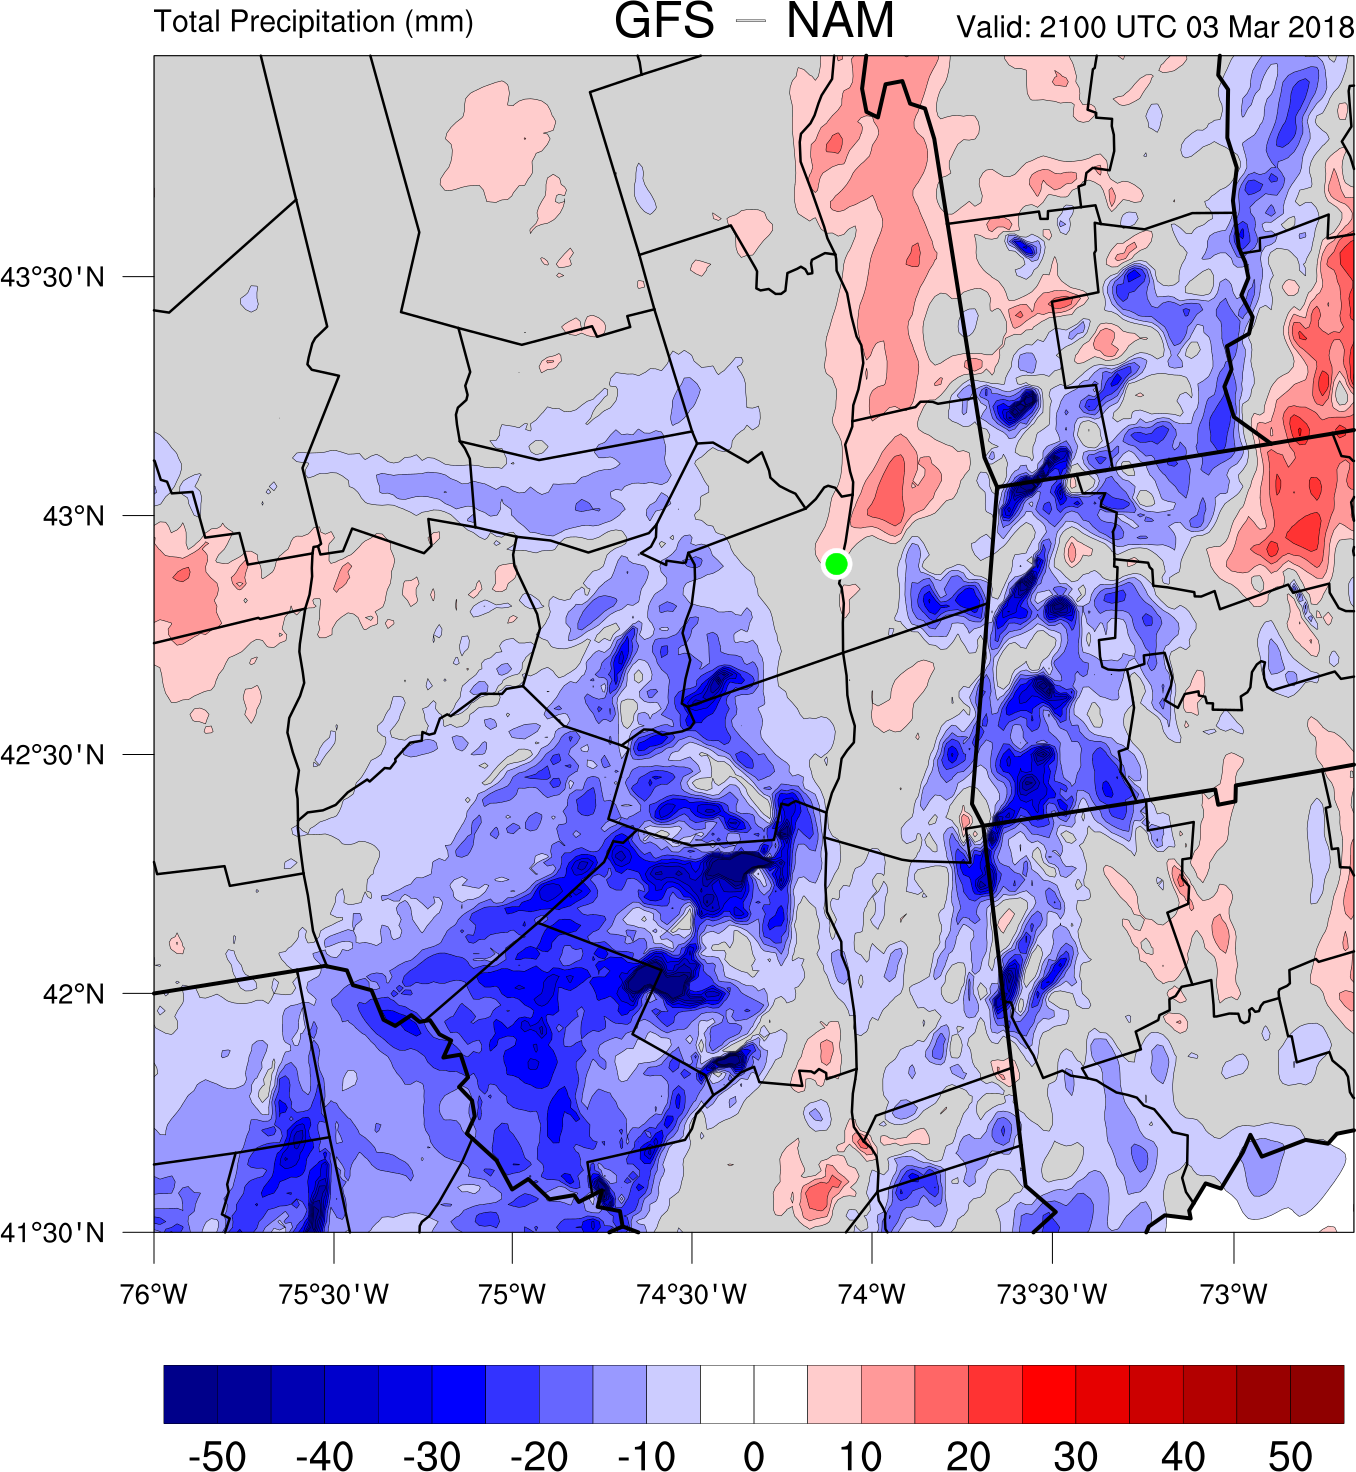 Total Precipitation (mm) GFS — NAM Valid: 2100 UTC 03 Mar 2018
43°30'N
43°N
42°30'N
42°N
41°30'N
76°W 75°30'W 75°W 74°30'W 74°W 73°30'W 73°W
-50 -40 -30 -20 -10 0 10 20 30 40 50